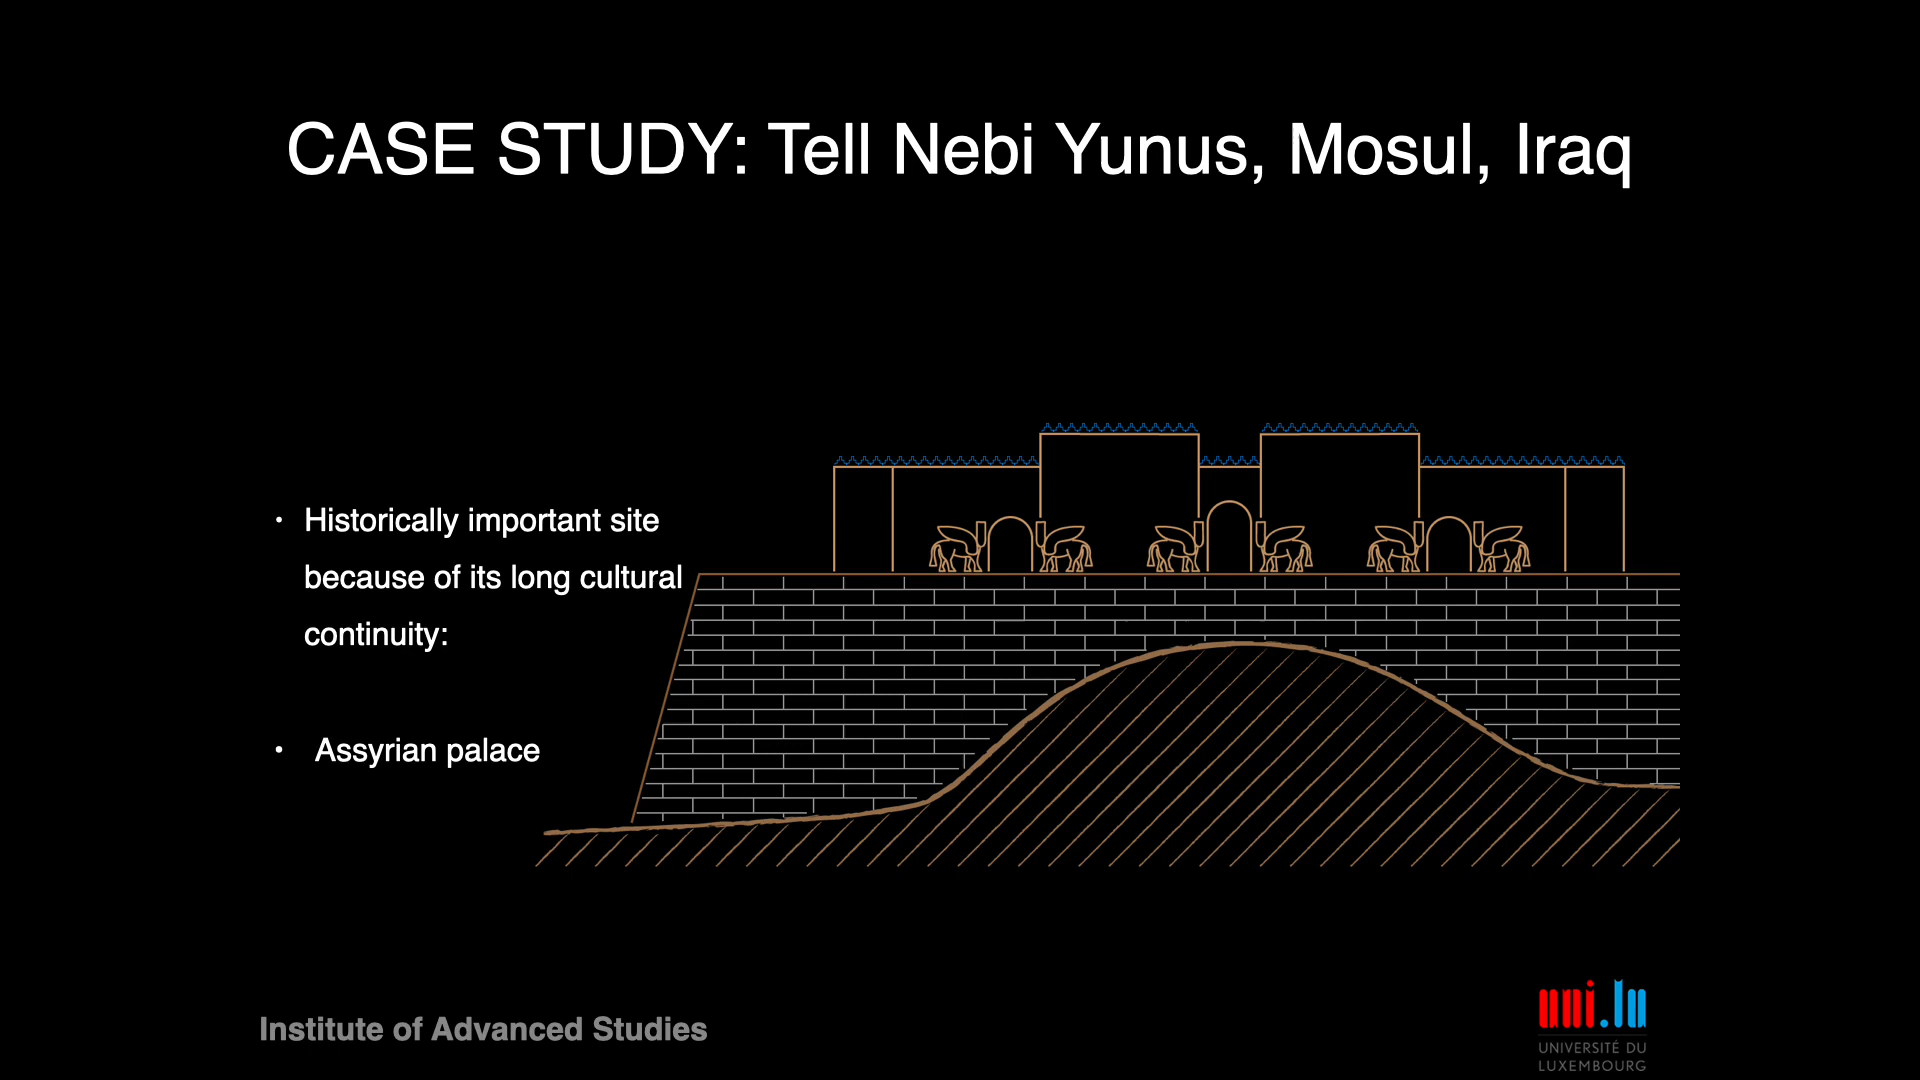 CASE STUDY: Tell Nebi Yunus, Mosul, Iraq
• Historically important site
because of its long cultural
continuity:
• Assyrian palace
Institute of Advanced Studies
uni.lu
UNIVERSITÉ DU
LUXEMBOURG